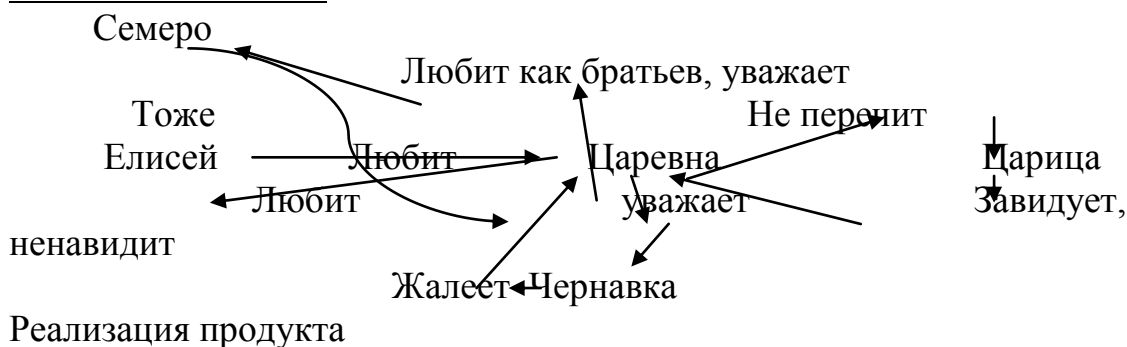 Семеро
Любит как братьев, уважает
Тоже Не перечит
Елисей Любит Царевна Царица
Любит уважает Завидует,
ненавидит
Жалеет Чернавка
Реализация продукта